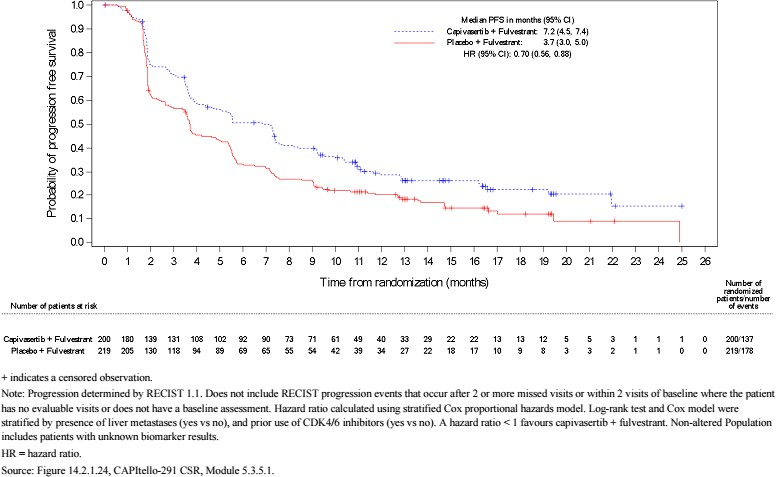 Median PFS in months (95% CI)
Capivasertib + Fulvestrant: 7.2 (4.5, 7.4)
Placebo + Fulvestrant: 3.7 (3.0, 5.0)
HR (95% CI): 0.70 (0.56, 0.88)
Probability of progression free survival
1.0
0.9
0.8
0.7
0.6
0.5
0.4
0.3
0.2
0.1
0.0
0 1 2 3 4 5 6 7 8 9 10 11 12 13 14 15 16 17 18 19 20 21 22 23 24 25 26
Time from randomization (months)
Number of patients at risk
Number of
randomized
patients/number
of events
Capivasertib + Fulvestrant 200 180 139 131 108 102 92 90 73 71 61 49 40 33 29 22 22 13 13 12 5 5 3 1 1 1 0 200/137
Placebo + Fulvestrant 219 205 130 118 94 89 69 65 55 54 42 39 34 27 22 18 17 10 9 8 3 3 2 1 1 0 0 219/178
+ indicates a censored observation.
Note: Progression determined by RECIST 1.1. Does not include RECIST progression events that occur after 2 or more missed visits or within 2 visits of baseline where the patient
has no evaluable visits or does not have a baseline assessment. Hazard ratio calculated using stratified Cox proportional hazards model. Log-rank test and Cox model were
stratified by presence of liver metastases (yes vs no), and prior use of CDK4/6 inhibitors (yes vs no). A hazard ratio < 1 favours capivasertib + fulvestrant. Non-altered Population
includes patients with unknown biomarker results.
HR = hazard ratio.
Source: Figure 14.2.1.24, CAPItello-291 CSR, Module 5.3.5.1.